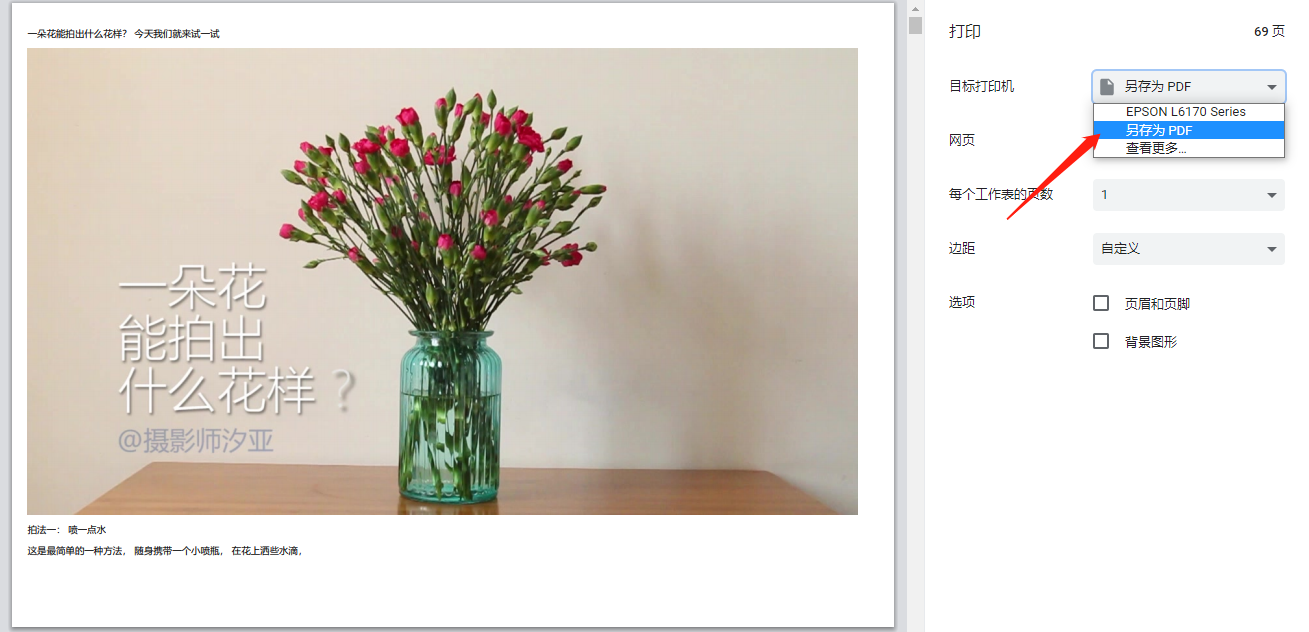 一朵花能拍出什么花样？ 今天我们就来试一试
一朵花
能拍出
什么花样？
@摄影师汐亚
拍法一： 喷一点水
这是最简单的一种方法， 随身携带一个小喷瓶， 在花上洒些水滴，
打印
69 页
目标打印机
另存为 PDF
EPSON L6170 Series
另存为 PDF
查看更多...
网页
每个工作表的页数
1
边距
自定义
选项
页眉和页脚
背景图形